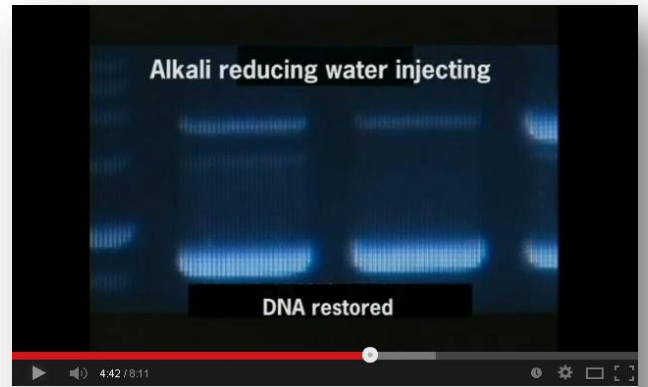 Alkali reducing water injecting
DNA restored
4:42 / 8:11